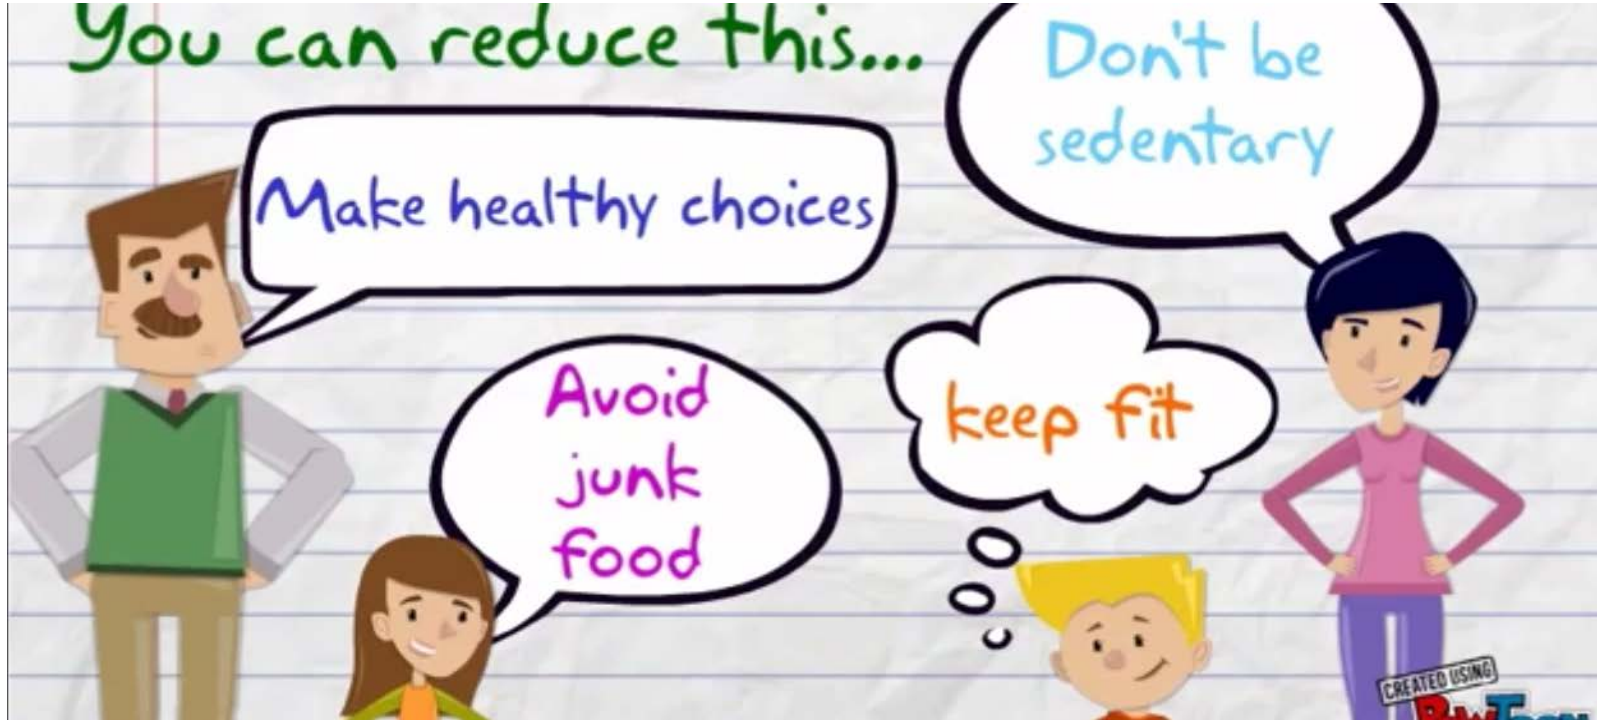 You can reduce this...
Don't be
sedentary
Make healthy choices
Avoid
junk
food
keep fit
CREATED USING